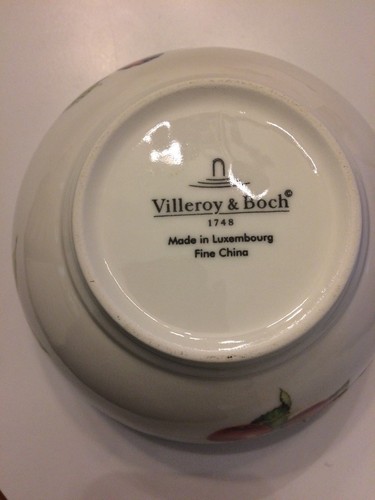 Villeroy & Boch©
1748
Made in Luxembourg
Fine China